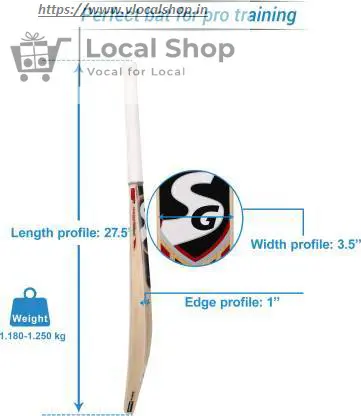 https://www.vlocalshop.in
Perfect bat for pro training
Local Shop
Vocal for Local
Length profile: 27.5"
SG
Width profile: 3.5"
Edge profile: 1"
Weight
1.180-1.250 kg